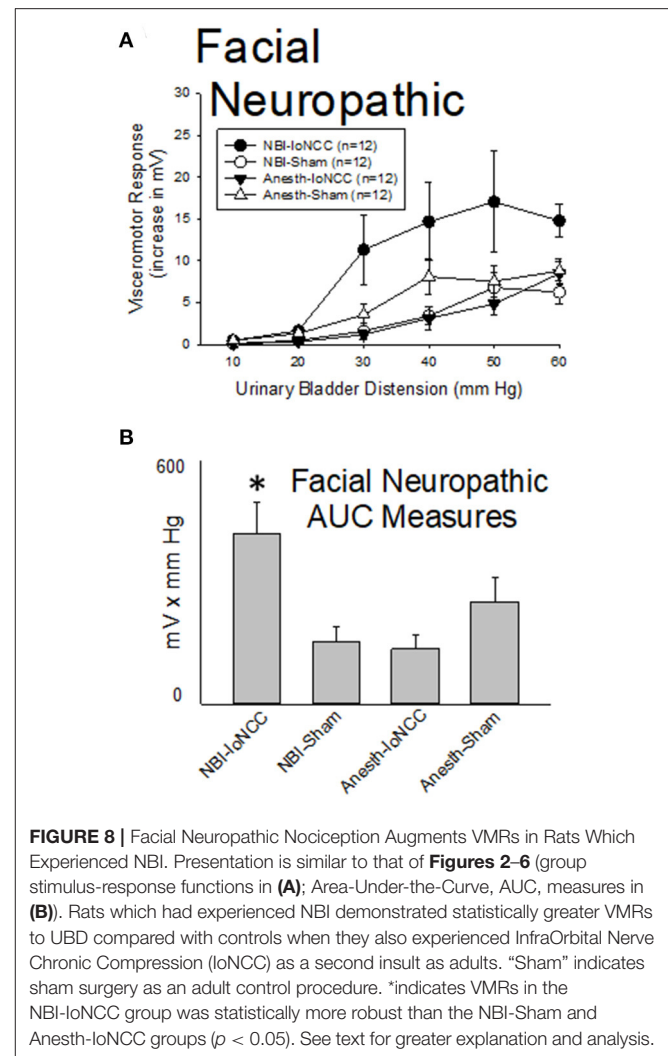 A
Facial
Neuropathic
30
25
20
15
10
5
0
Visceromotor Response
(increase in mV)
NBI-IoNCC (n=12)
NBI-Sham (n=12)
Anesth-IoNCC (n=12)
Anesth-Sham (n=12)
10 20 30 40 50 60
Urinary Bladder Distension (mm Hg)
B
600
0
mV x mm Hg
*
Facial Neuropathic
AUC Measures
NBI-IoNCC
NBI-Sham
Anesth-IoNCC
Anesth-Sham
FIGURE 8 | Facial Neuropathic Nociception Augments VMRs in Rats Which
Experienced NBI. Presentation is similar to that of Figures 2–6 (group
stimulus-response functions in (A); Area-Under-the-Curve, AUC, measures in
(B)). Rats which had experienced NBI demonstrated statistically greater VMRs
to UBD compared with controls when they also experienced InfraOrbital Nerve
Chronic Compression (IoNCC) as a second insult as adults. “Sham” indicates
sham surgery as an adult control procedure. *indicates VMRs in the
NBI-IoNCC group was statistically more robust than the NBI-Sham and
Anesth-IoNCC groups (p < 0.05). See text for greater explanation and analysis.